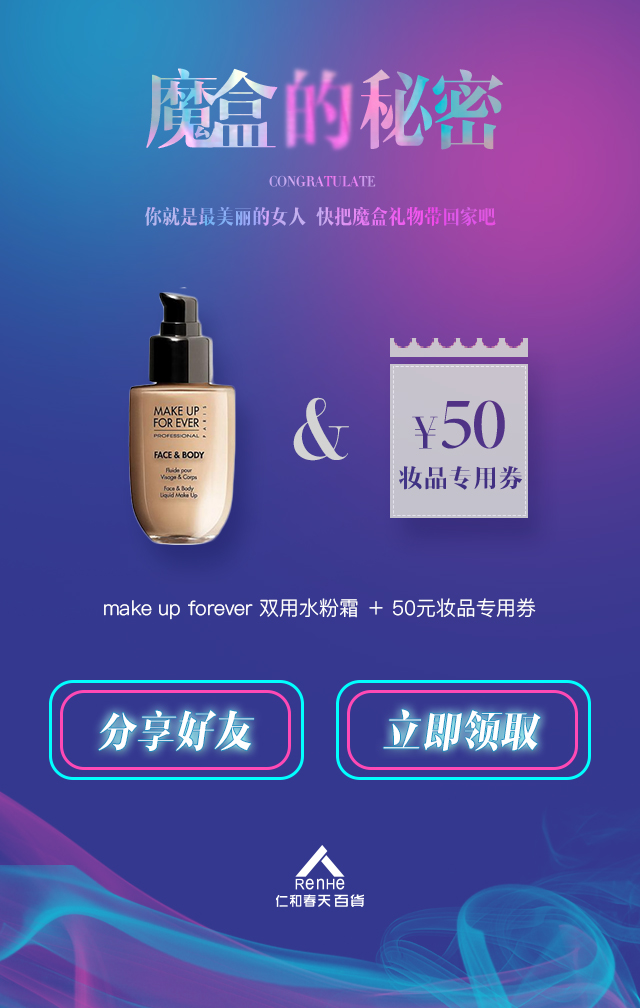 魔盒的秘密
CONGRATULATE
你就是最美丽的女人 快把魔盒礼物带回家吧
MAKE UP
FOR EVER
PROFESSIONAL PARIS
FACE & BODY
Fluide pour
Visage & Corps
Face & Body
Liquid Make Up
&
¥50
妆品专用券
make up forever 双用水粉霜 + 50元妆品专用券
分享好友
立即领取
RENHE
仁和春天百貨